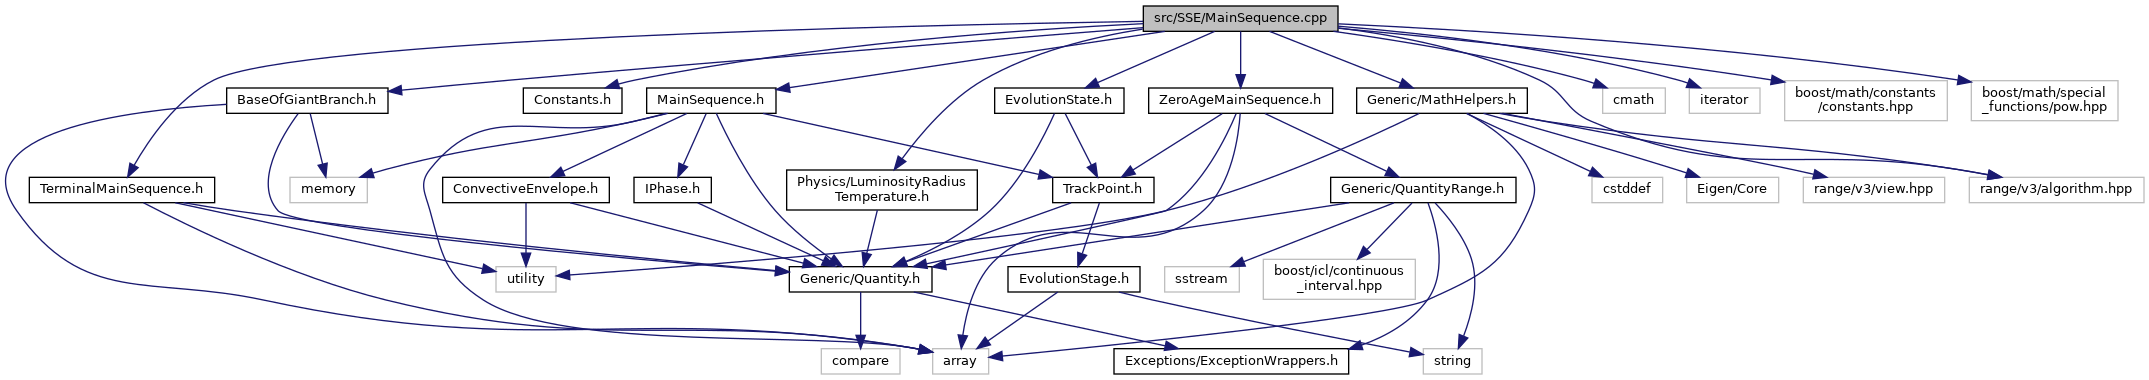 src/SSE/MainSequence.cpp
BaseOfGiantBranch.h
Constants.h
MainSequence.h
EvolutionState.h
ZeroAgeMainSequence.h
Generic/MathHelpers.h
cmath
iterator
boost/math/constants
/constants.hpp
boost/math/special
_functions/pow.hpp
TerminalMainSequence.h
memory
ConvectiveEnvelope.h
IPhase.h
Physics/LuminosityRadius
Temperature.h
TrackPoint.h
Generic/QuantityRange.h
cstddef
Eigen/Core
range/v3/view.hpp
range/v3/algorithm.hpp
utility
Generic/Quantity.h
EvolutionStage.h
sstream
boost/icl/continuous
_interval.hpp
compare
array
Exceptions/ExceptionWrappers.h
string